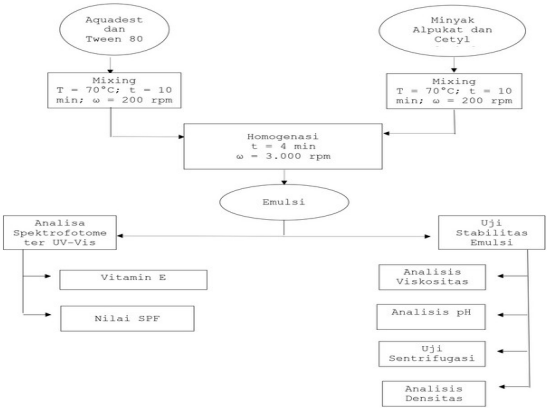 Aquadest
dan
Tween 80
Minyak
Alpukat dan
Cetyl
Mixing
T = 70°C; t = 10
min; ω = 200 rpm
Mixing
T = 70°C; t = 10
min; ω = 200 rpm
Homogenasi
t = 4 min
ω = 3.000 rpm
Emulsi
Analisa
Spektrofotome
ter UV-Vis
Uji
Stabilitas
Emulsi
Vitamin E
Nilai SPF
Analisis
Viskositas
Analisis pH
Uji
Sentrifugasi
Analisis
Densitas